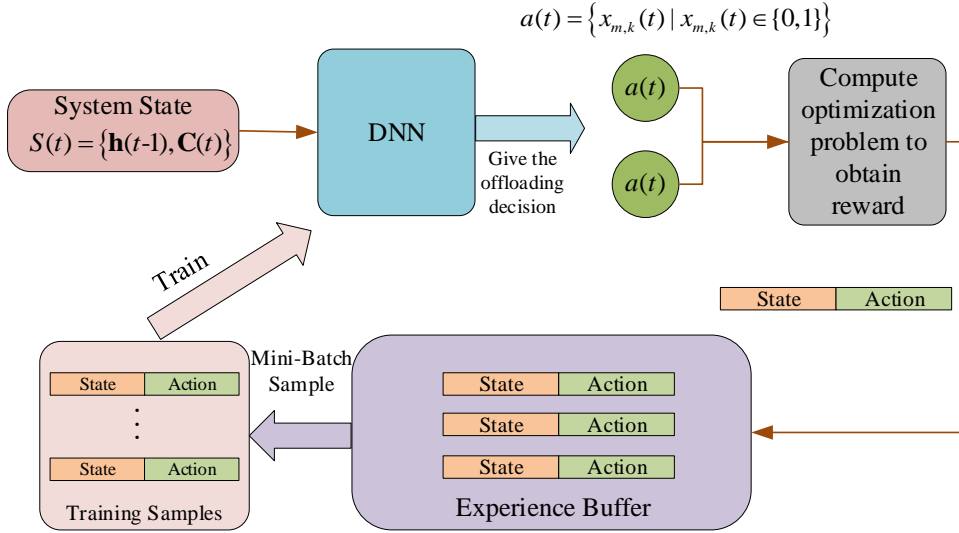 a(t) = {x_{m,k}(t) | x_{m,k}(t) ∈ {0,1}}
System State
S(t) = {h(t-1), C(t)}
DNN
Give the
offloading
decision
a(t)
a(t)
Compute
optimization
problem to
obtain
reward
Train
State Action
Mini-Batch
Sample
State Action
State Action
State Action
Experience Buffer
State Action
⋮
State Action
Training Samples